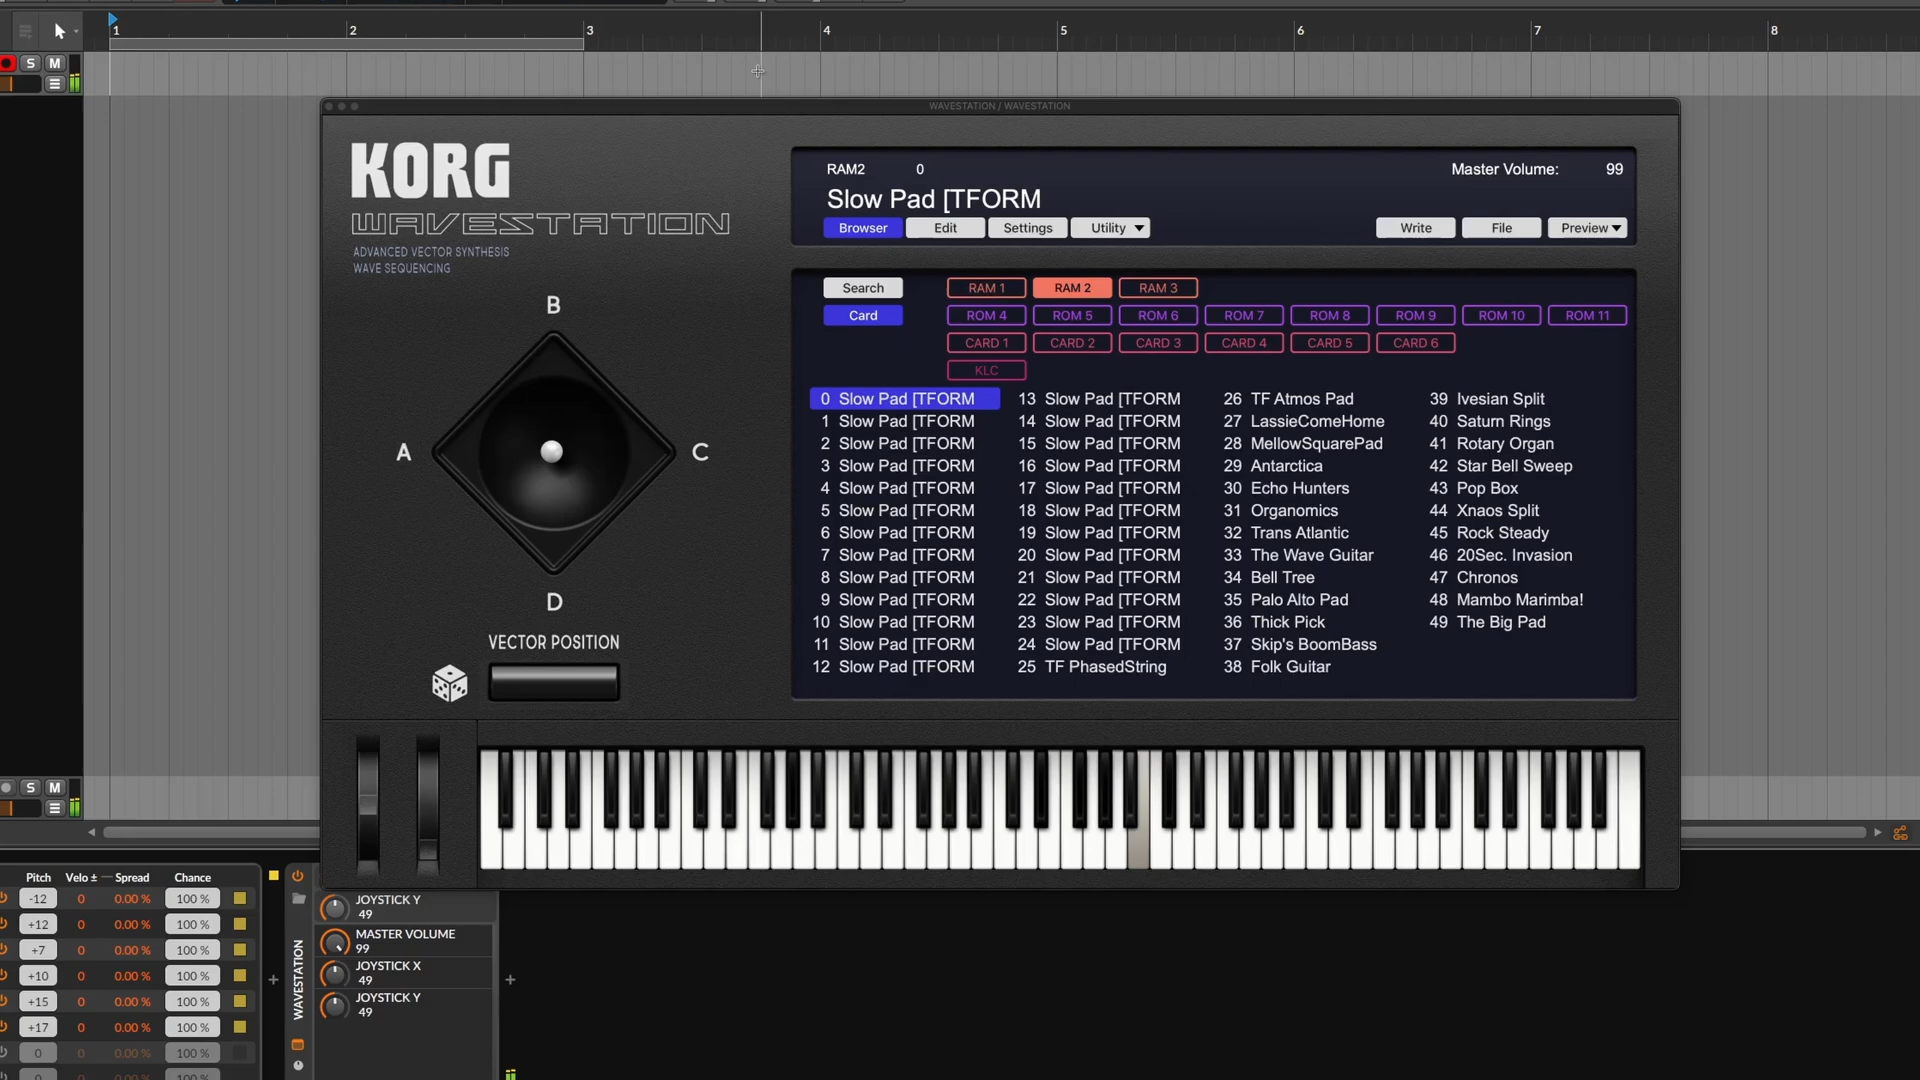 1 2 3 4 5 6 7 8
S M
WAVESTATION / WAVESTATION
KORG
WAVESTATION
ADVANCED VECTOR SYNTHESIS
WAVE SEQUENCING
RAM2 0 Master Volume: 99
Slow Pad [TFORM
Browser Edit Settings Utility Write File Preview
Search RAM 1 RAM 2 RAM 3
Card ROM 4 ROM 5 ROM 6 ROM 7 ROM 8 ROM 9 ROM 10 ROM 11
CARD 1 CARD 2 CARD 3 CARD 4 CARD 5 CARD 6
KLC
0 Slow Pad [TFORM 13 Slow Pad [TFORM 26 TF Atmos Pad 39 Ivesian Split
1 Slow Pad [TFORM 14 Slow Pad [TFORM 27 LassieComeHome 40 Saturn Rings
2 Slow Pad [TFORM 15 Slow Pad [TFORM 28 MellowSquarePad 41 Rotary Organ
3 Slow Pad [TFORM 16 Slow Pad [TFORM 29 Antarctica 42 Star Bell Sweep
4 Slow Pad [TFORM 17 Slow Pad [TFORM 30 Echo Hunters 43 Pop Box
5 Slow Pad [TFORM 18 Slow Pad [TFORM 31 Organomics 44 Xnaos Split
6 Slow Pad [TFORM 19 Slow Pad [TFORM 32 Trans Atlantic 45 Rock Steady
7 Slow Pad [TFORM 20 Slow Pad [TFORM 33 The Wave Guitar 46 20Sec. Invasion
8 Slow Pad [TFORM 21 Slow Pad [TFORM 34 Bell Tree 47 Chronos
9 Slow Pad [TFORM 22 Slow Pad [TFORM 35 Palo Alto Pad 48 Mambo Marimba!
10 Slow Pad [TFORM 23 Slow Pad [TFORM 36 Thick Pick 49 The Big Pad
11 Slow Pad [TFORM 24 Slow Pad [TFORM 37 Skip's BoomBass
12 Slow Pad [TFORM 25 TF PhasedString 38 Folk Guitar
B
A C
D
VECTOR POSITION
S M
Pitch Velo ± Spread Chance
-12 0 0.00 % 100 %
+12 0 0.00 % 100 %
+7 0 0.00 % 100 %
+10 0 0.00 % 100 %
+15 0 0.00 % 100 %
+17 0 0.00 % 100 %
0 0 0.00 % 100 %
WAVESTATION
JOYSTICK Y
49
MASTER VOLUME
99
JOYSTICK X
49
JOYSTICK Y
49